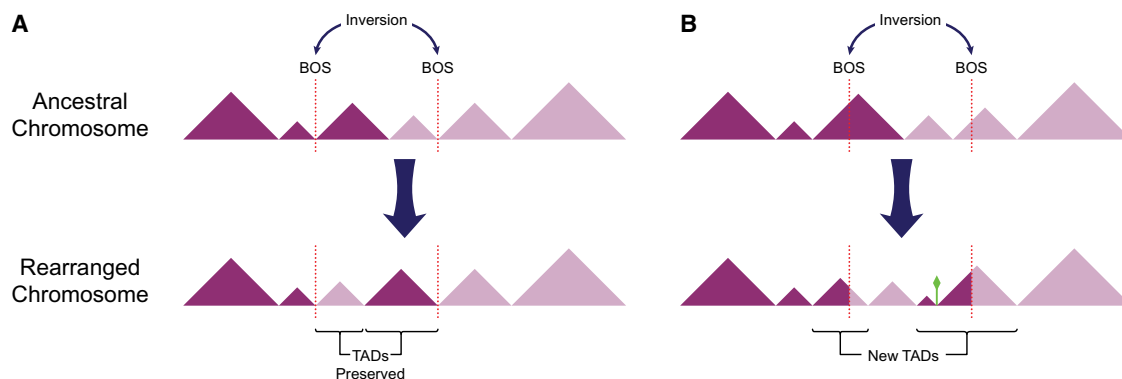 A
Inversion
BOS
BOS
Ancestral
Chromosome
Rearranged
Chromosome
TADs
Preserved
B
Inversion
BOS
BOS
New TADs